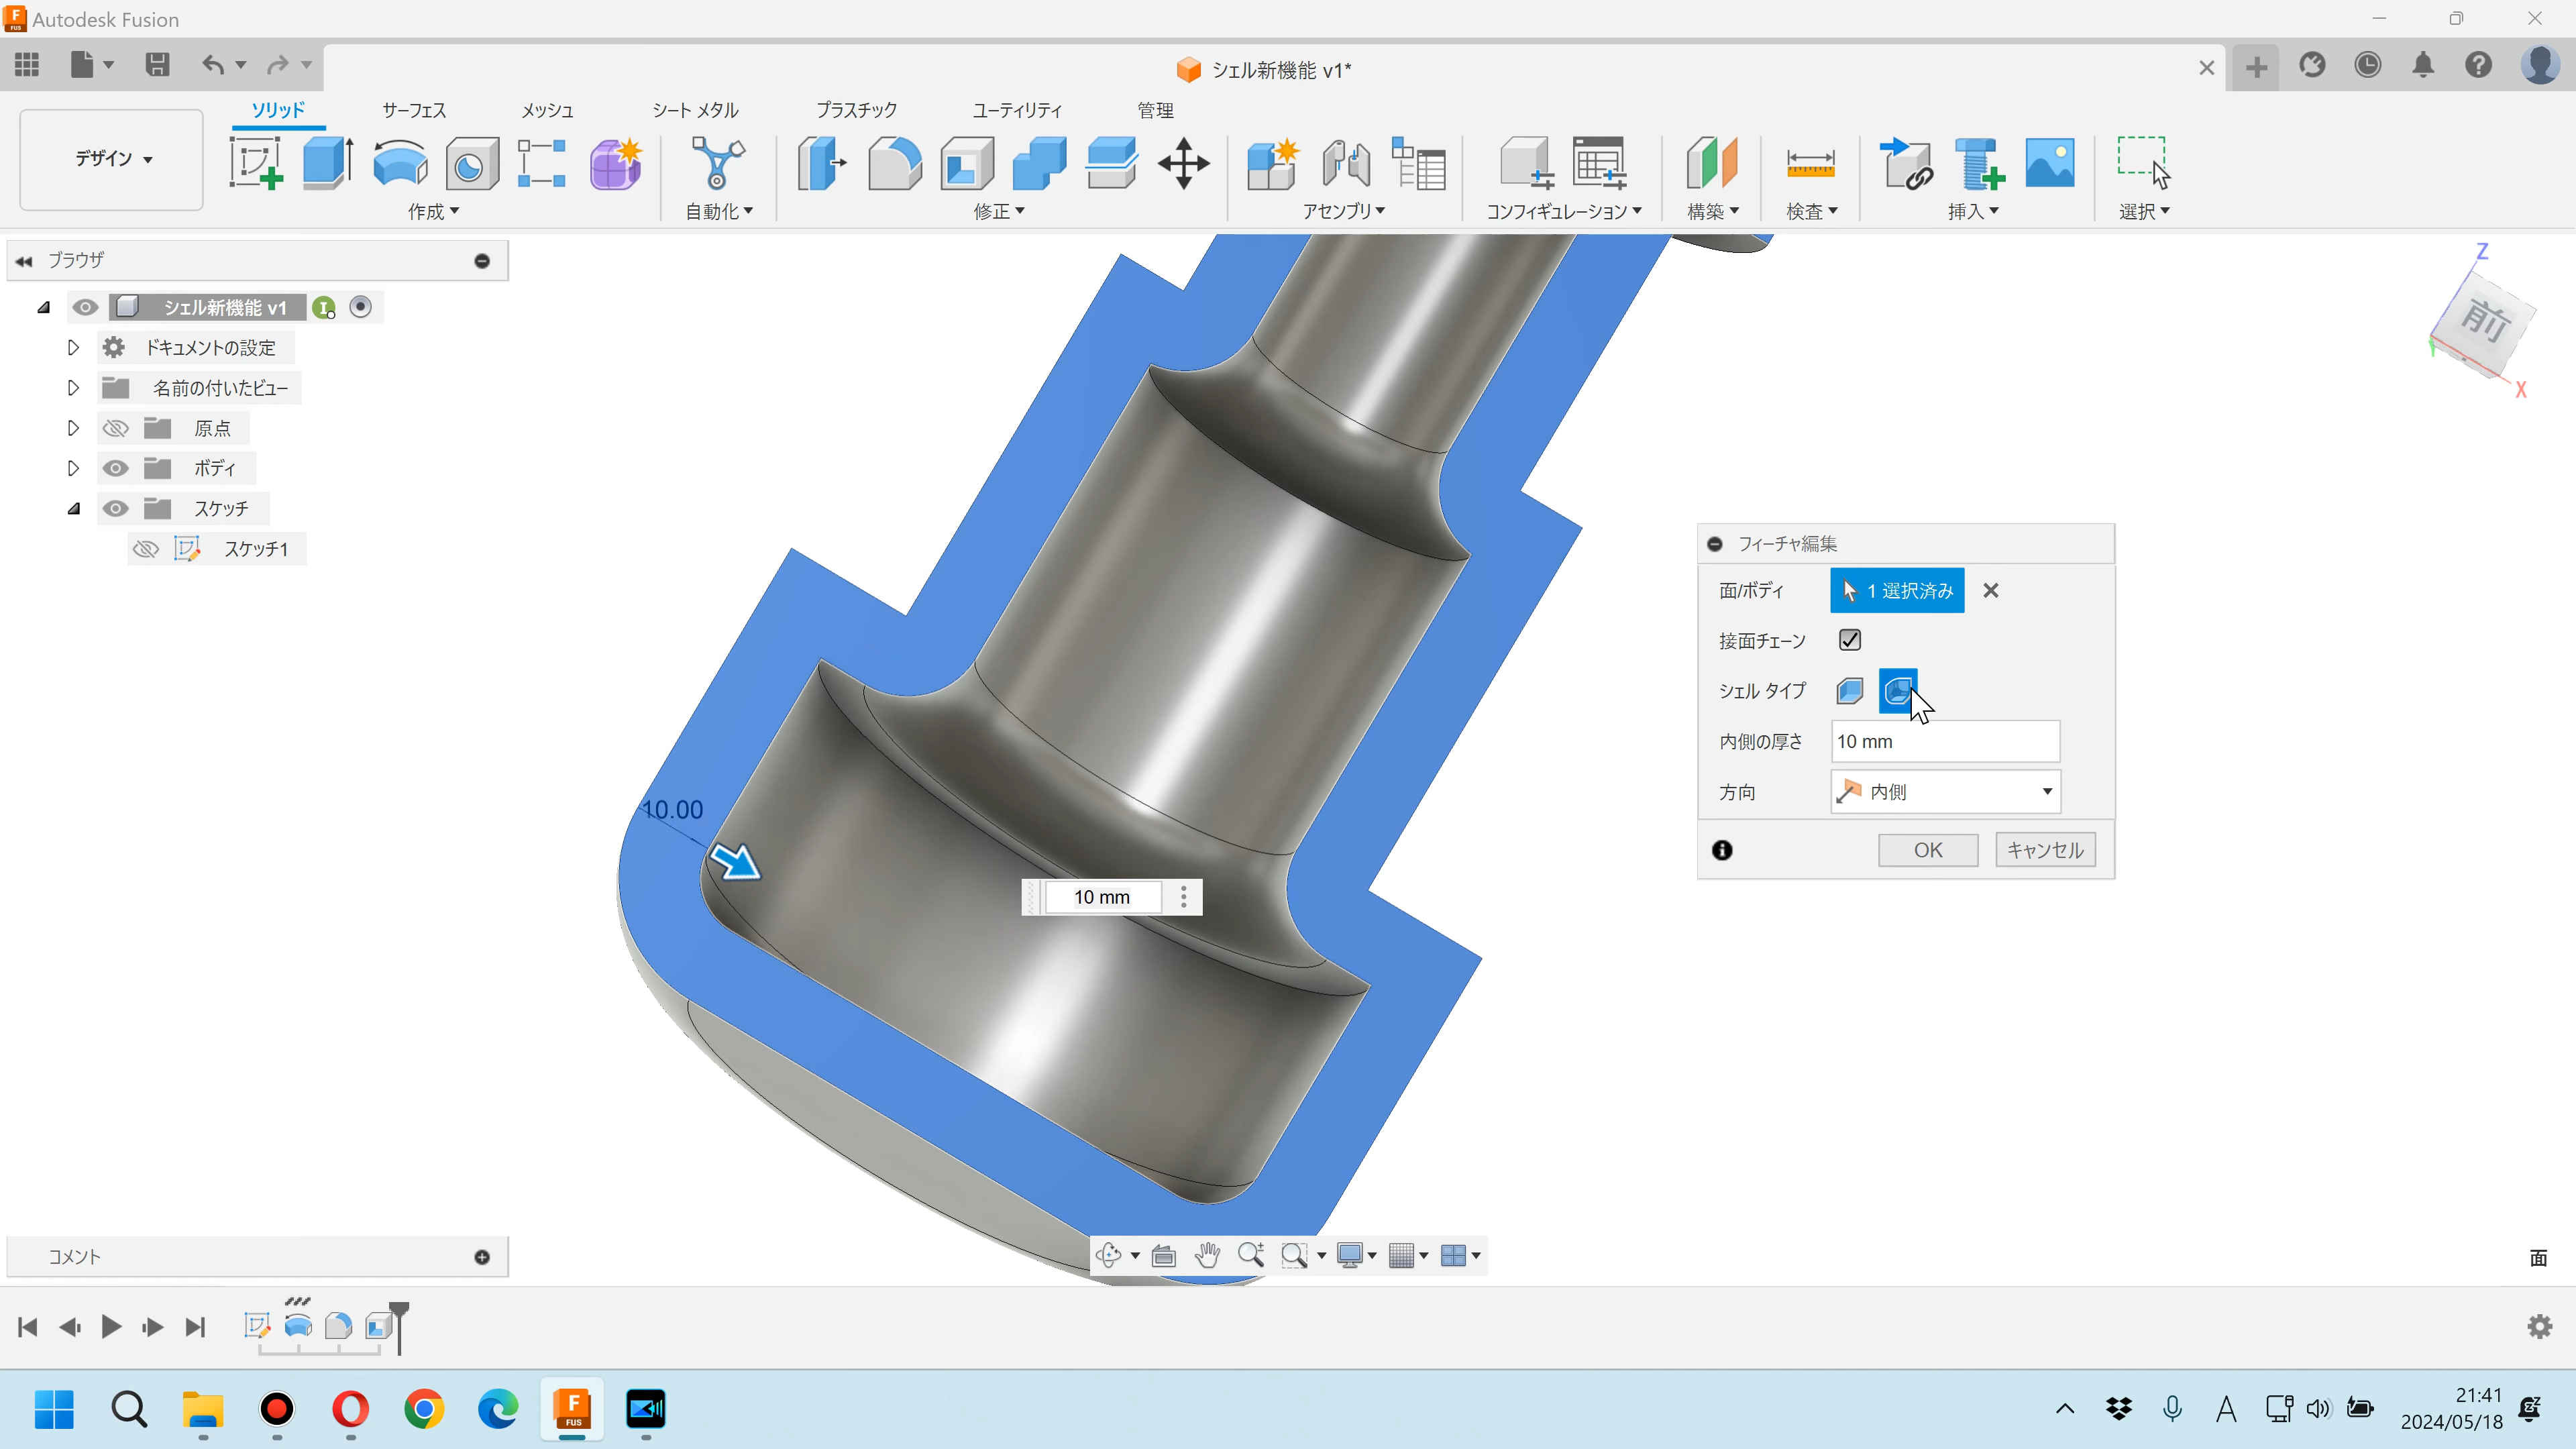 Autodesk Fusion
シェル新機能 v1*
デザイン
ソリッド サーフェス メッシュ シート メタル プラスチック ユーティリティ 管理
作成 自動化 修正 アセンブリ コンフィギュレーション 構築 検査 挿入 選択
ブラウザ
シェル新機能 v1
ドキュメントの設定
名前の付いたビュー
原点
ボディ
スケッチ
スケッチ1
Z
前
X
フィーチャ編集
面/ボディ 1 選択済み
接面チェーン
シェル タイプ
内側の厚さ 10 mm
方向 内側
OK キャンセル
10.00
10 mm
コメント
面
F
FUS
21:41
2024/05/18